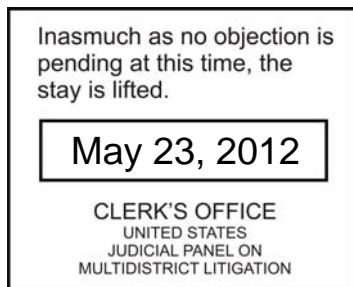 Inasmuch as no objection is
pending at this time, the
stay is lifted.
May 23, 2012
CLERK'S OFFICE
UNITED STATES
JUDICIAL PANEL ON
MULTIDISTRICT LITIGATION